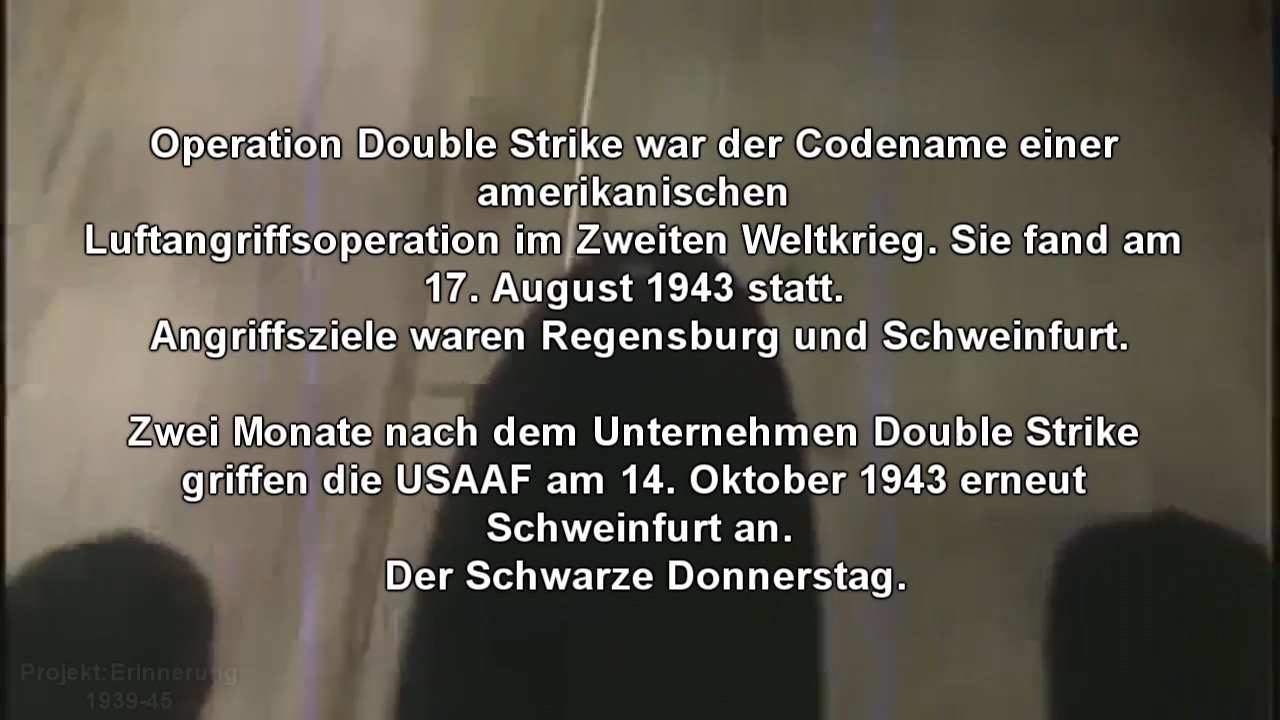 Operation Double Strike war der Codename einer
amerikanischen
Luftangriffsoperation im Zweiten Weltkrieg. Sie fand am
17. August 1943 statt.
Angriffsziele waren Regensburg und Schweinfurt.
Zwei Monate nach dem Unternehmen Double Strike
griffen die USAAF am 14. Oktober 1943 erneut
Schweinfurt an.
Der Schwarze Donnerstag.
Projekt:Erinnerung
1939-45